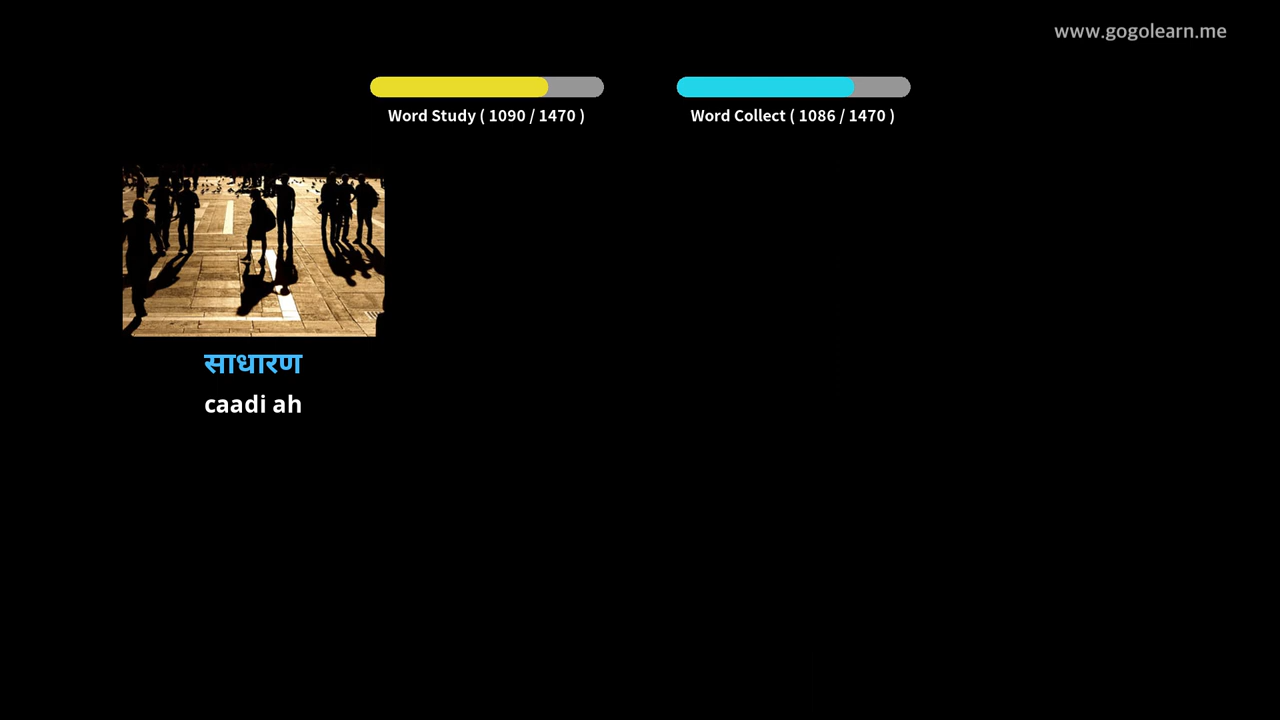 www.gogolearn.me
Word Study ( 1090 / 1470 )
Word Collect ( 1086 / 1470 )
साधारण
caadi ah